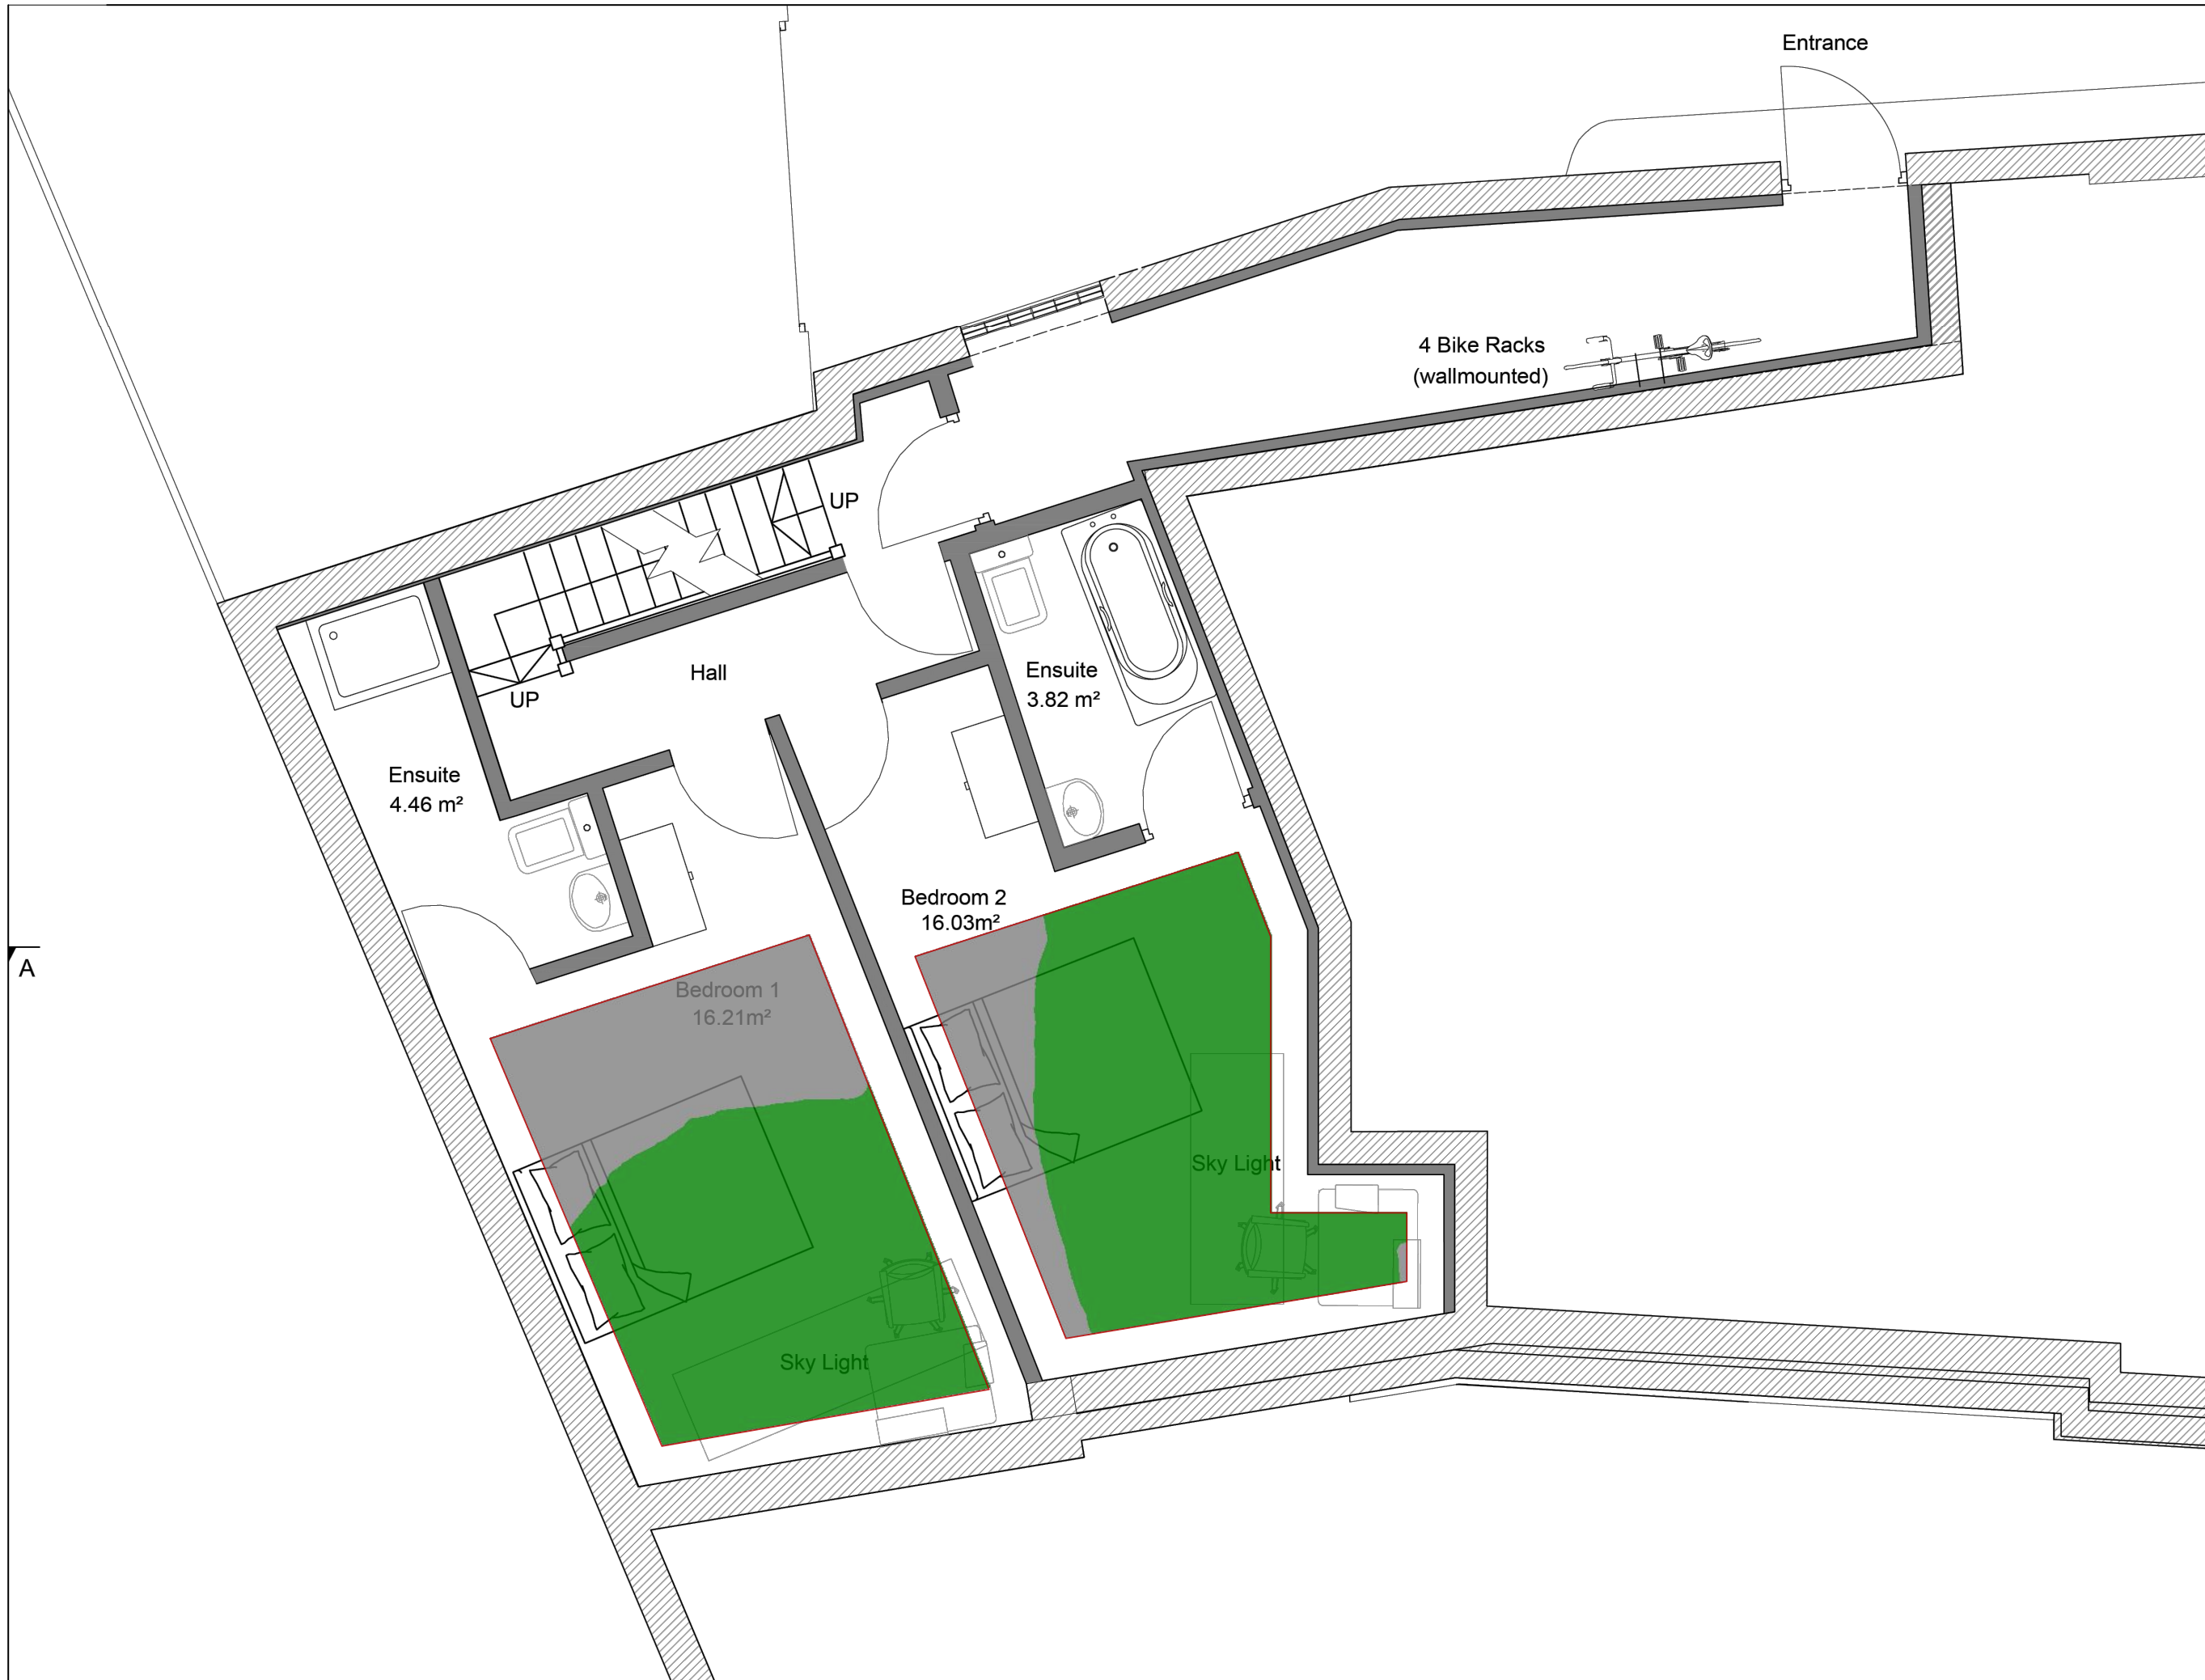 Entrance
4 Bike Racks
(wallmounted)
UP
Hall
UP
Ensuite
3.82 m²
Ensuite
4.46 m²
Bedroom 2
16.03m²
A
Bedroom 1
16.21m²
Sky Light
Sky Light